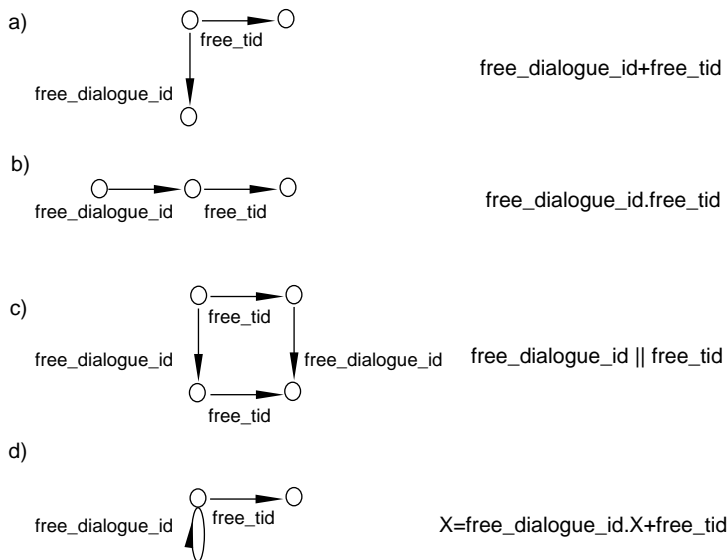 a)
free_tid
free_dialogue_id+free_tid
free_dialogue_id
b)
free_dialogue_id free_tid
free_dialogue_id.free_tid
c)
free_tid
free_dialogue_id free_dialogue_id
free_dialogue_id || free_tid
free_tid
d)
free_tid
free_dialogue_id
X=free_dialogue_id.X+free_tid